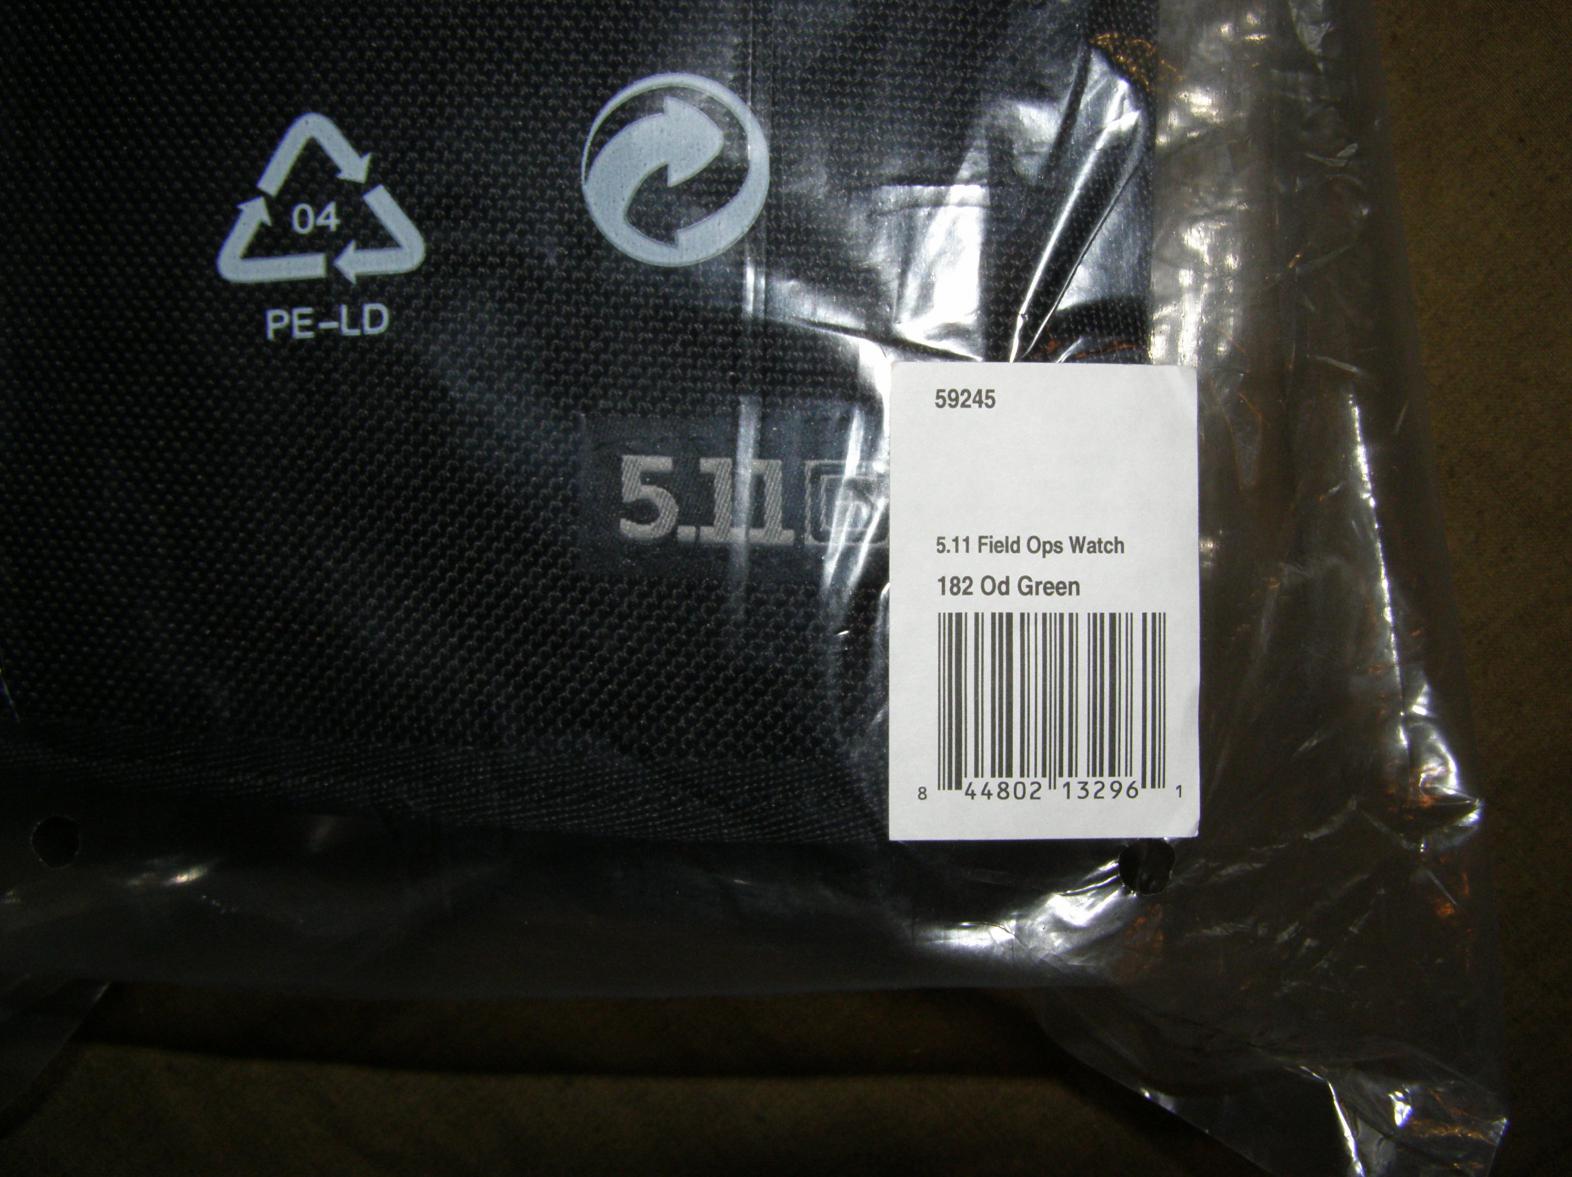 04
PE-LD
5.11
59245
5.11 Field Ops Watch
182 Od Green
8 44802 13296 1